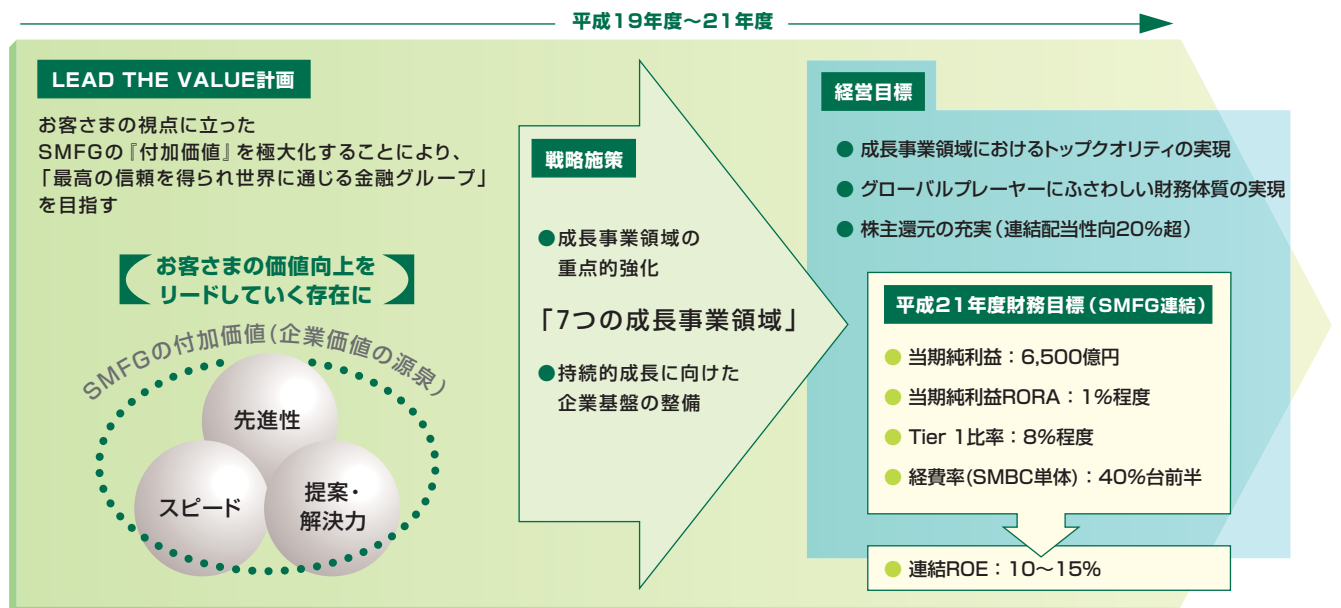 平成19年度～21年度
LEAD THE VALUE計画
お客さまの視点に立った
SMFGの『付加価値』を極大化することにより、
「最高の信頼を得られ世界に通じる金融グループ」
を目指す
【お客さまの価値向上を
リードしていく存在に】
SMFGの付加価値(企業価値の源泉)
先進性
スピード
提案・
解決力
戦略施策
●成長事業領域の
重点的強化
「7つの成長事業領域」
●持続的成長に向けた
企業基盤の整備
経営目標
● 成長事業領域におけるトップクオリティの実現
● グローバルプレーヤーにふさわしい財務体質の実現
● 株主還元の充実（連結配当性向20%超）
平成21年度財務目標（SMFG連結）
● 当期純利益：6,500億円
● 当期純利益RORA：1%程度
● Tier 1比率：8%程度
● 経費率(SMBC単体)：40%台前半
● 連結ROE：10～15%